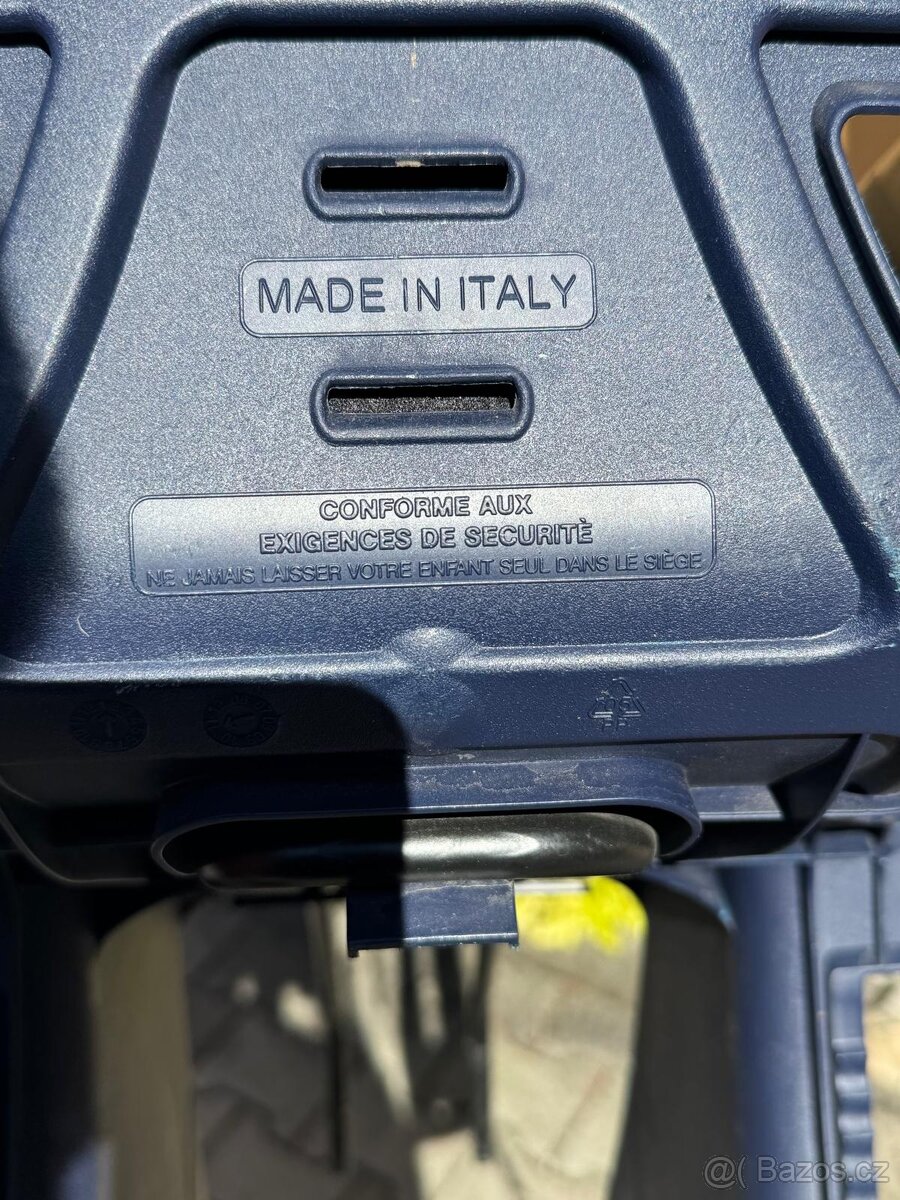 MADE IN ITALY
CONFORME AUX
EXIGENCES DE SECURITÈ
NE JAMAIS LAISSER VOTRE ENFANT SEUL DANS LE SIÈGE
PP
@( Bazos.cz